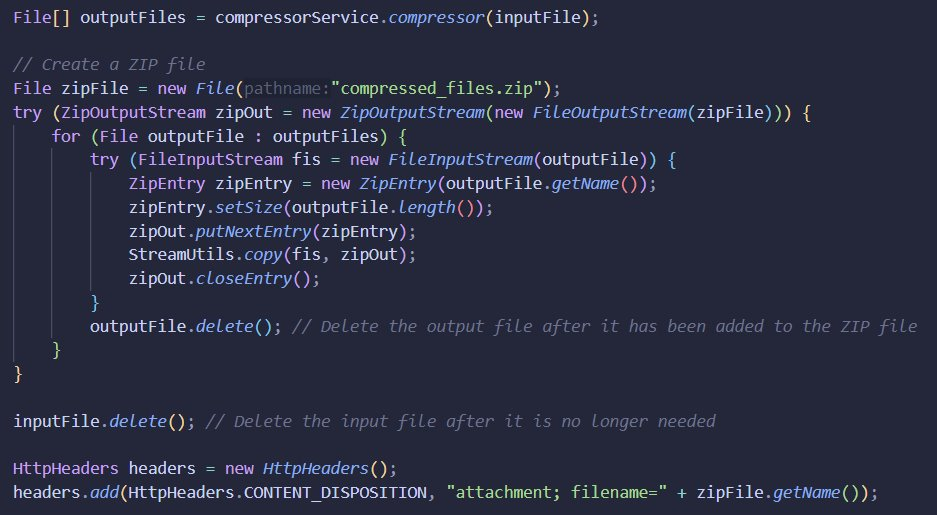 File[] outputFiles = compressorService.compressor(inputFile);

// Create a ZIP file
File zipFile = new File(pathname:"compressed_files.zip");
try (ZipOutputStream zipOut = new ZipOutputStream(new FileOutputStream(zipFile))) {
    for (File outputFile : outputFiles) {
        try (FileInputStream fis = new FileInputStream(outputFile)) {
            ZipEntry zipEntry = new ZipEntry(outputFile.getName());
            zipEntry.setSize(outputFile.length());
            zipOut.putNextEntry(zipEntry);
            StreamUtils.copy(fis, zipOut);
            zipOut.closeEntry();
        }
        outputFile.delete(); // Delete the output file after it has been added to the ZIP file
    }
}

inputFile.delete(); // Delete the input file after it is no longer needed

HttpHeaders headers = new HttpHeaders();
headers.add(HttpHeaders.CONTENT_DISPOSITION, "attachment; filename=" + zipFile.getName());